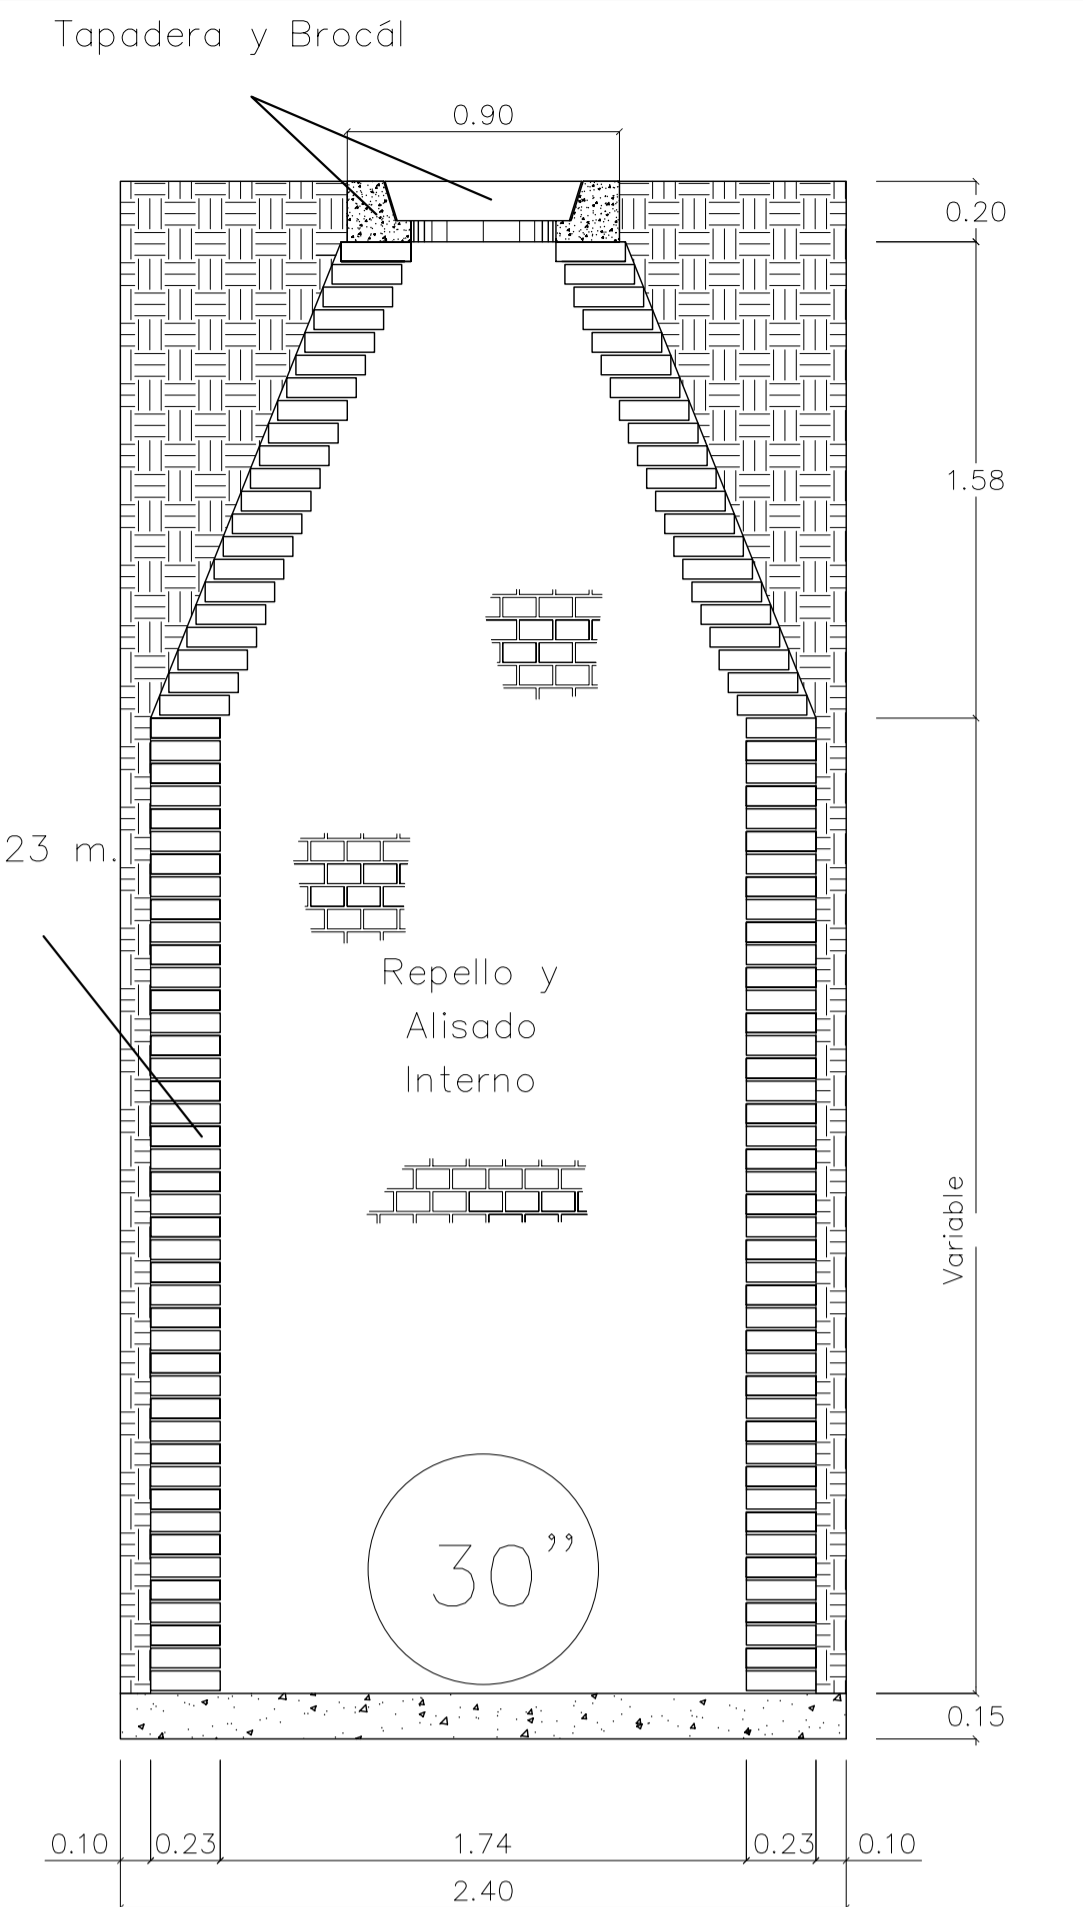 Tapadera y Brocál
0.90
0.20
1.58
23 m.
Repello y
Alisado
Interno
Variable
30”
0.15
0.10 0.23 1.74 0.23 0.10
2.40